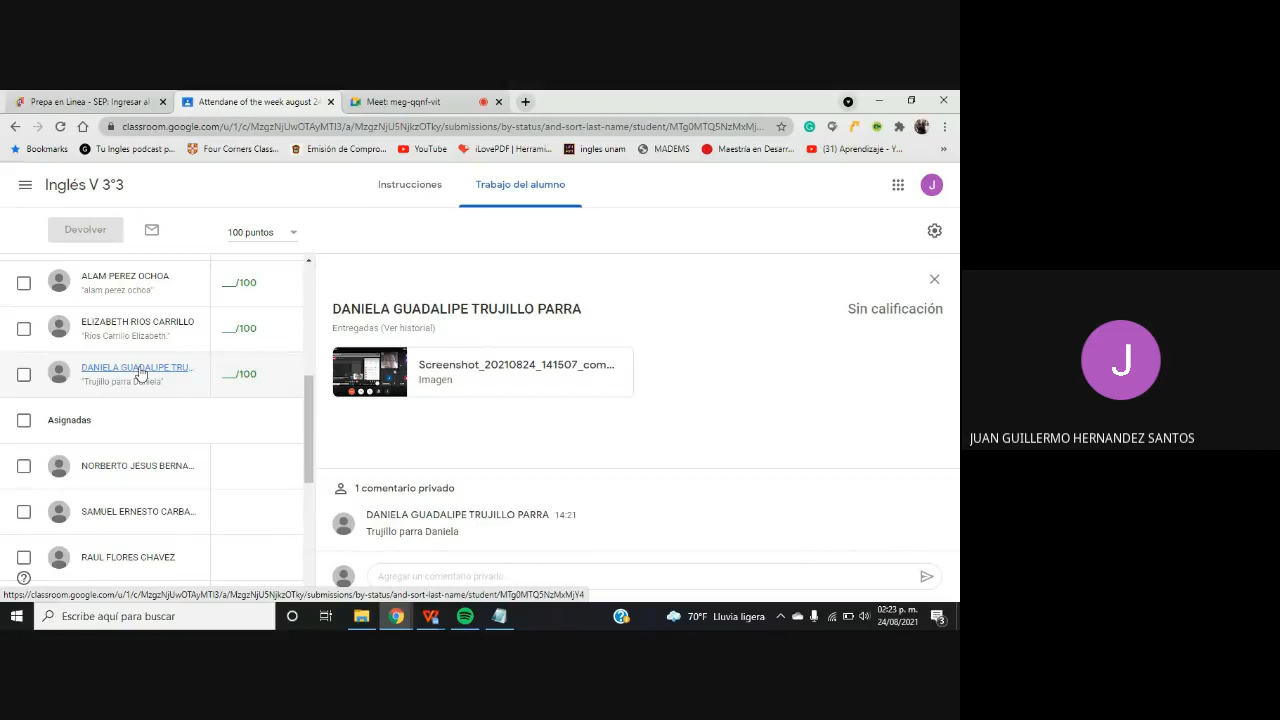 Prepa en Linea - SEP: Ingresar al
Attendane of the week august 24
Meet: meg-qqnf-vit
classroom.google.com/u/1/c/MzgzNjUwOTAyMTI3/a/MzgzNjU5NjkzOTky/submissions/by-status/and-sort-last-name/student/MTg0MTQ5NzMxMj...
Bookmarks
Tu Ingles podcast p...
Four Corners Class...
Emisión de Compro...
YouTube
iLovePDF | Herrami...
ingles unam
MADEMS
Maestría en Desarr...
(31) Aprendizaje - Y...
»
Inglés V 3°3
Instrucciones
Trabajo del alumno
J
Devolver
100 puntos
ALAM PEREZ OCHOA
"alam perez ochoa"
__/100
ELIZABETH RIOS CARRILLO
"Rios Carrillo Elizabeth."
__/100
DANIELA GUADALIPE TRU...
"Trujillo parra Daniela"
__/100
Asignadas
NORBERTO JESUS BERNA...
SAMUEL ERNESTO CARBA...
RAUL FLORES CHAVEZ
DANIELA GUADALIPE TRUJILLO PARRA
Sin calificación
Entregadas (Ver historial)
Screenshot_20210824_141507_com...
Imagen
1 comentario privado
DANIELA GUADALIPE TRUJILLO PARRA 14:21
Trujillo parra Daniela
Agregar un comentario privado...
https://classroom.google.com/u/1/c/MzgzNjUwOTAyMTI3/a/MzgzNjU5NjkzOTky/submissions/by-status/and-sort-last-name/student/MTg0MTQ5NzMxMjY4
Escribe aquí para buscar
70°F Lluvia ligera
02:23 p. m.
24/08/2021
3
J
JUAN GUILLERMO HERNANDEZ SANTOS